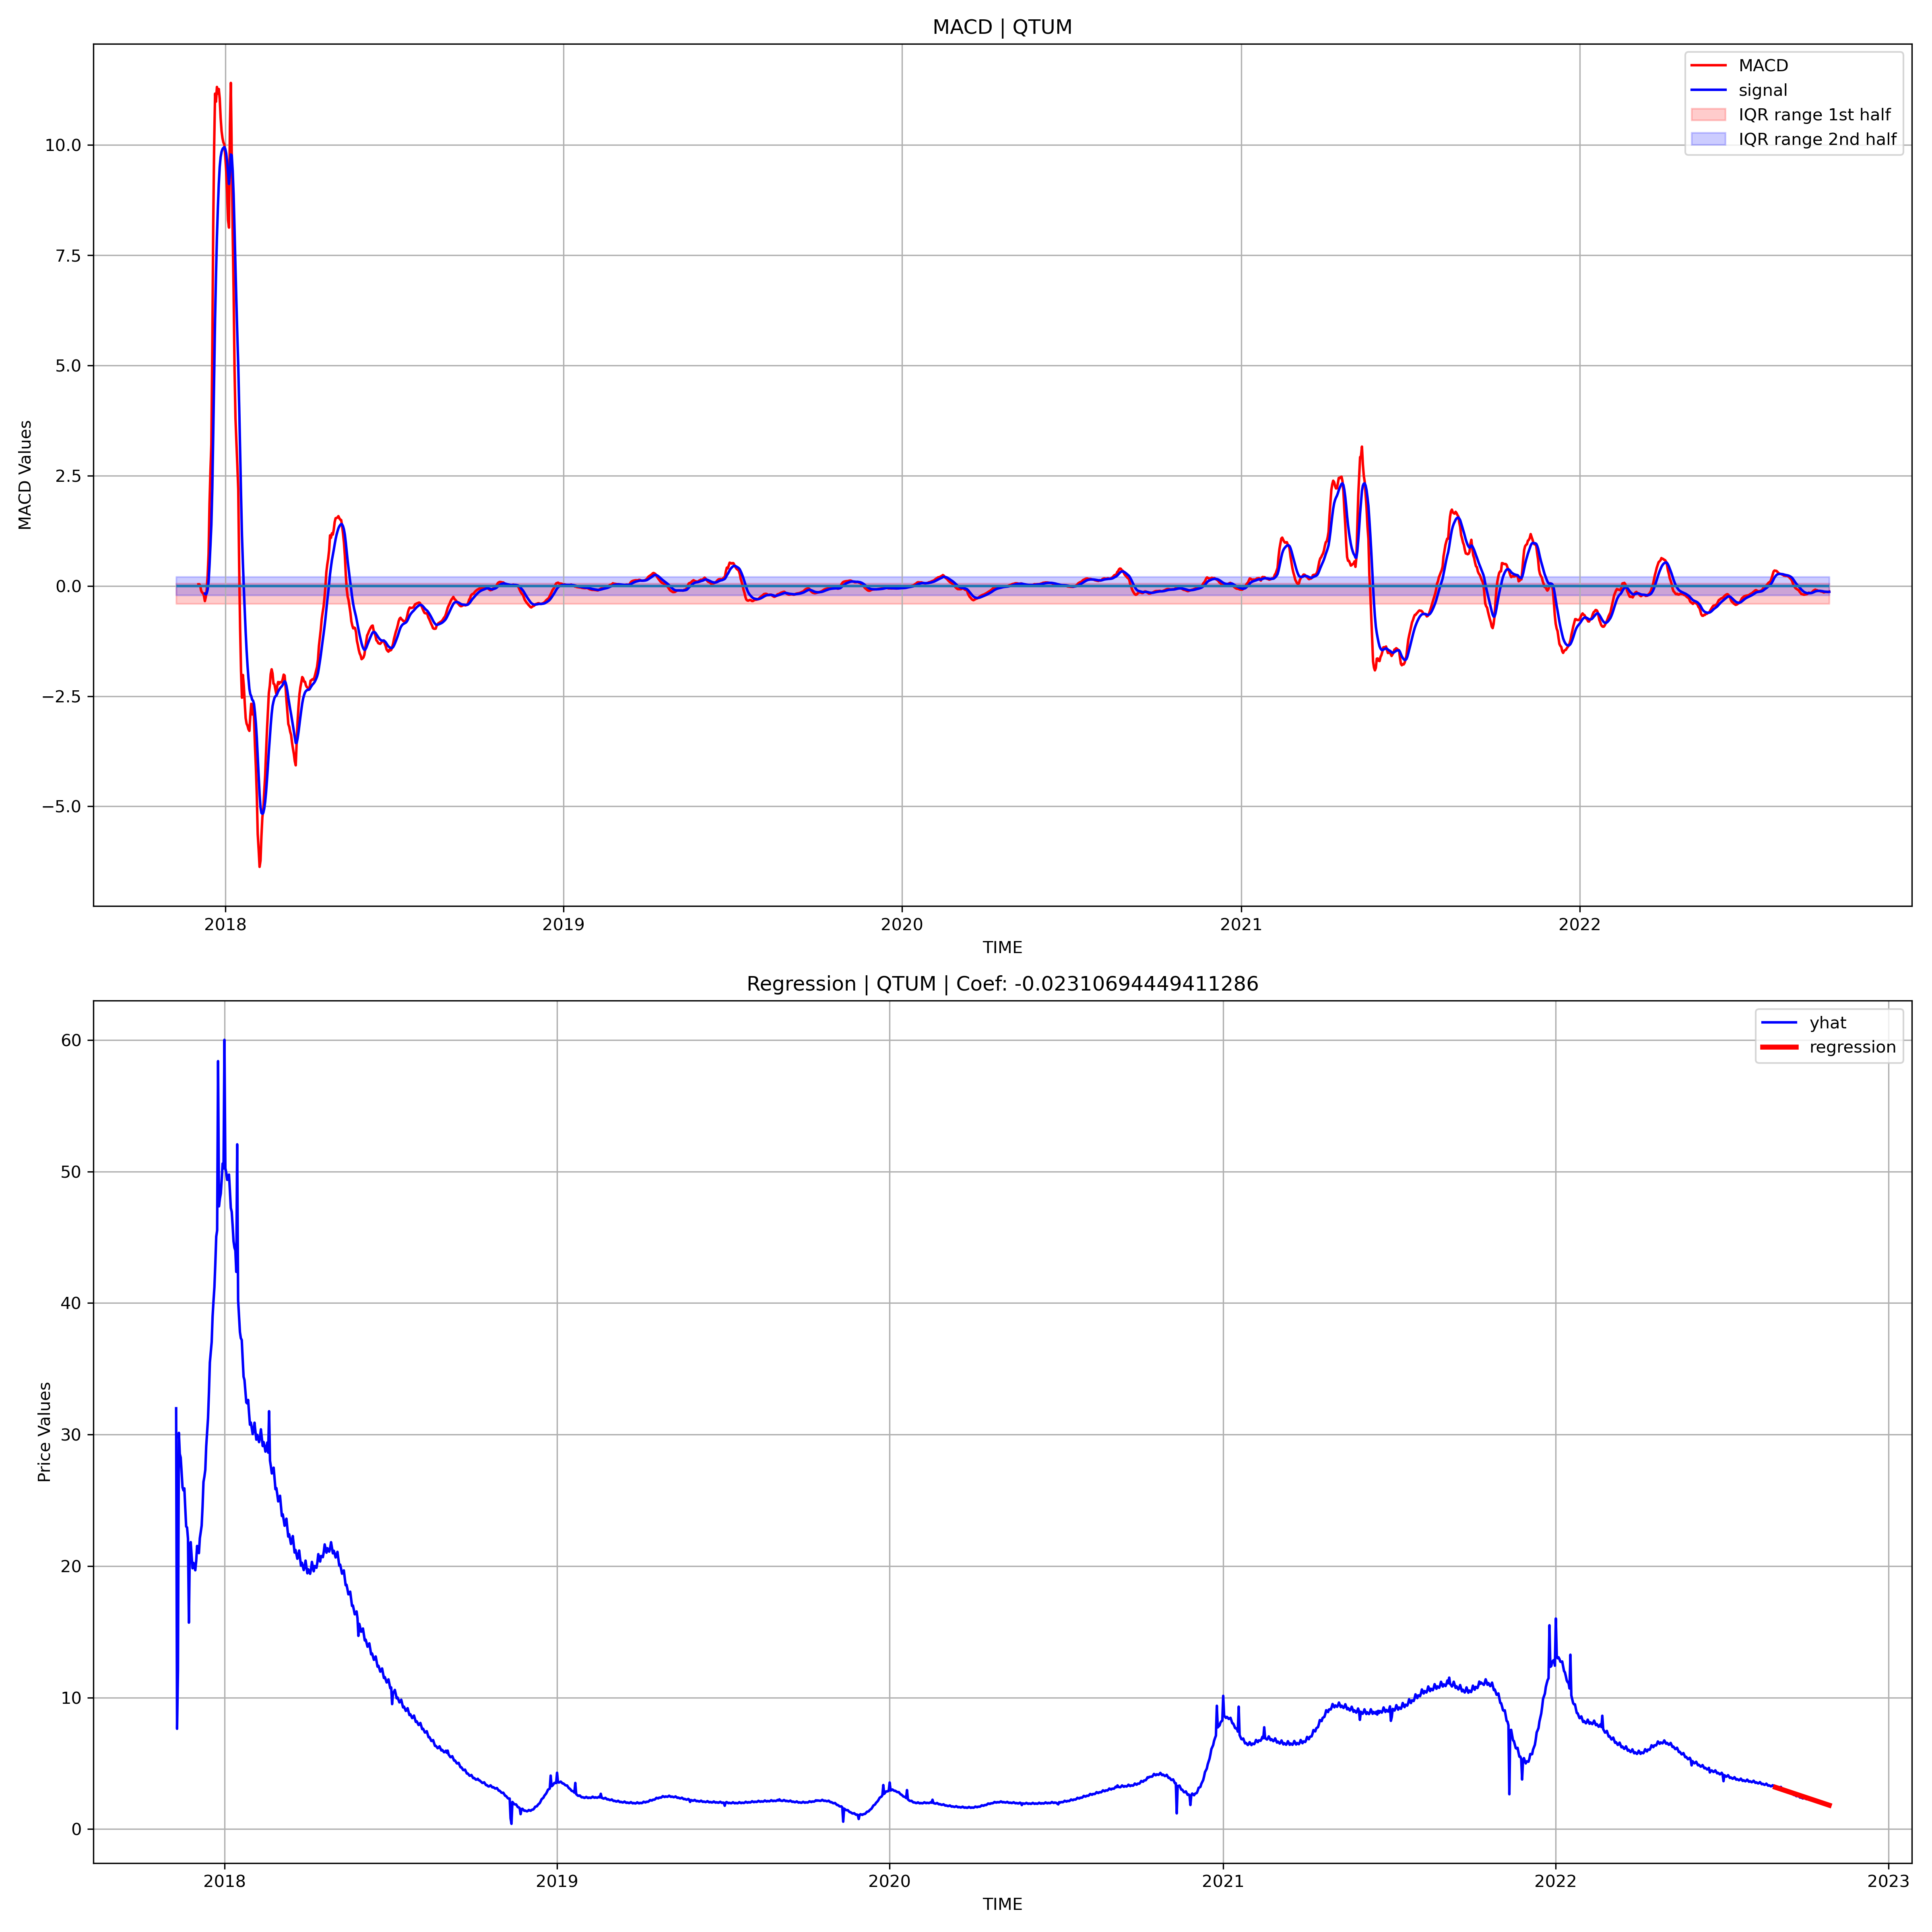 MACD | QTUM
MACD
signal
IQR range 1st half
IQR range 2nd half
10.0
7.5
5.0
2.5
0.0
−2.5
−5.0
MACD Values
2018 2019 2020 2021 2022
TIME
Regression | QTUM | Coef: -0.02310694449411286
yhat
regression
60
50
40
30
20
10
0
Price Values
2018 2019 2020 2021 2022 2023
TIME